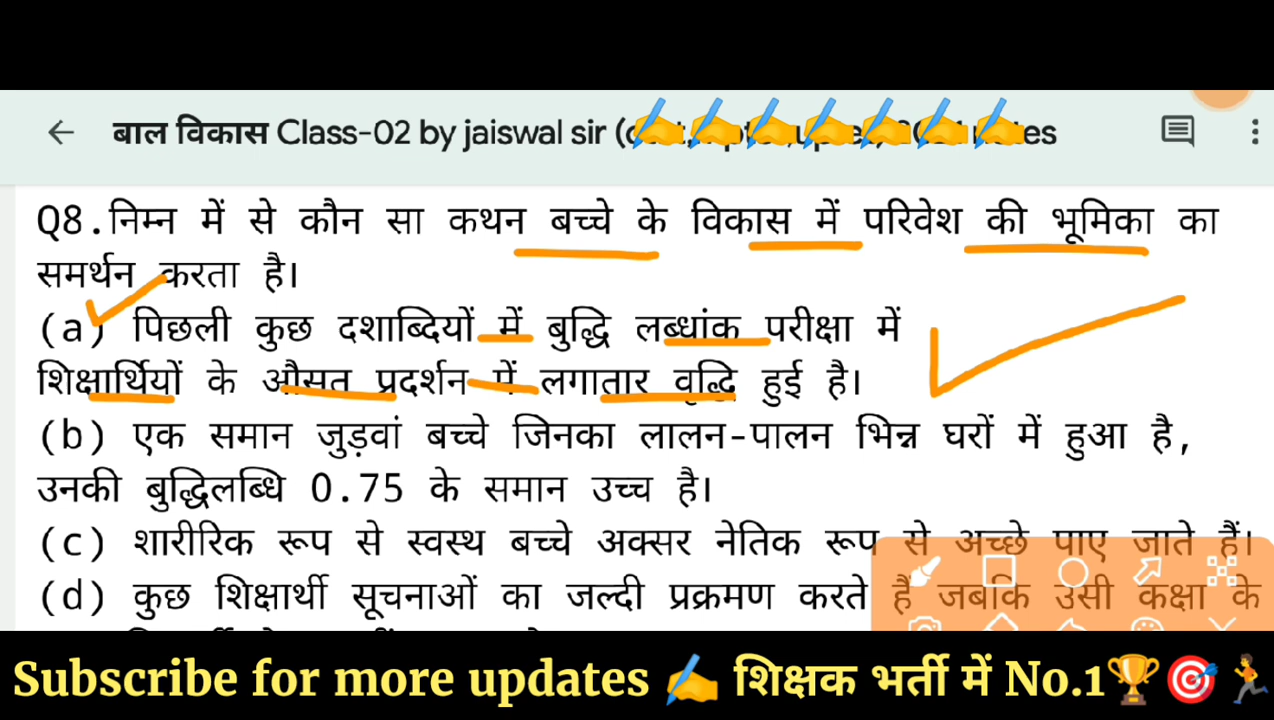 बाल विकास Class-02 by jaiswal sir
Q8.निम्न में से कौन सा कथन बच्चे के विकास में परिवेश की भूमिका का
समर्थन करता है।
(a) पिछली कुछ दशाब्दियों में बुद्धि लब्धांक परीक्षा में
शिक्षार्थियों के औसत प्रदर्शन में लगातार वृद्धि हुई है।
(b) एक समान जुड़वां बच्चे जिनका लालन-पालन भिन्न घरों में हुआ है,
उनकी बुद्धिलब्धि 0.75 के समान उच्च है।
(c) शारीरिक रूप से स्वस्थ बच्चे अक्सर नेतिक रूप से अच्छे पाए जाते हैं।
(d) कुछ शिक्षार्थी सूचनाओं का जल्दी प्रक्रमण करते हैं जबकि उसी कक्षा के
Subscribe for more updates ✍️ शिक्षक भर्ती में No.1🏆🎯🏃